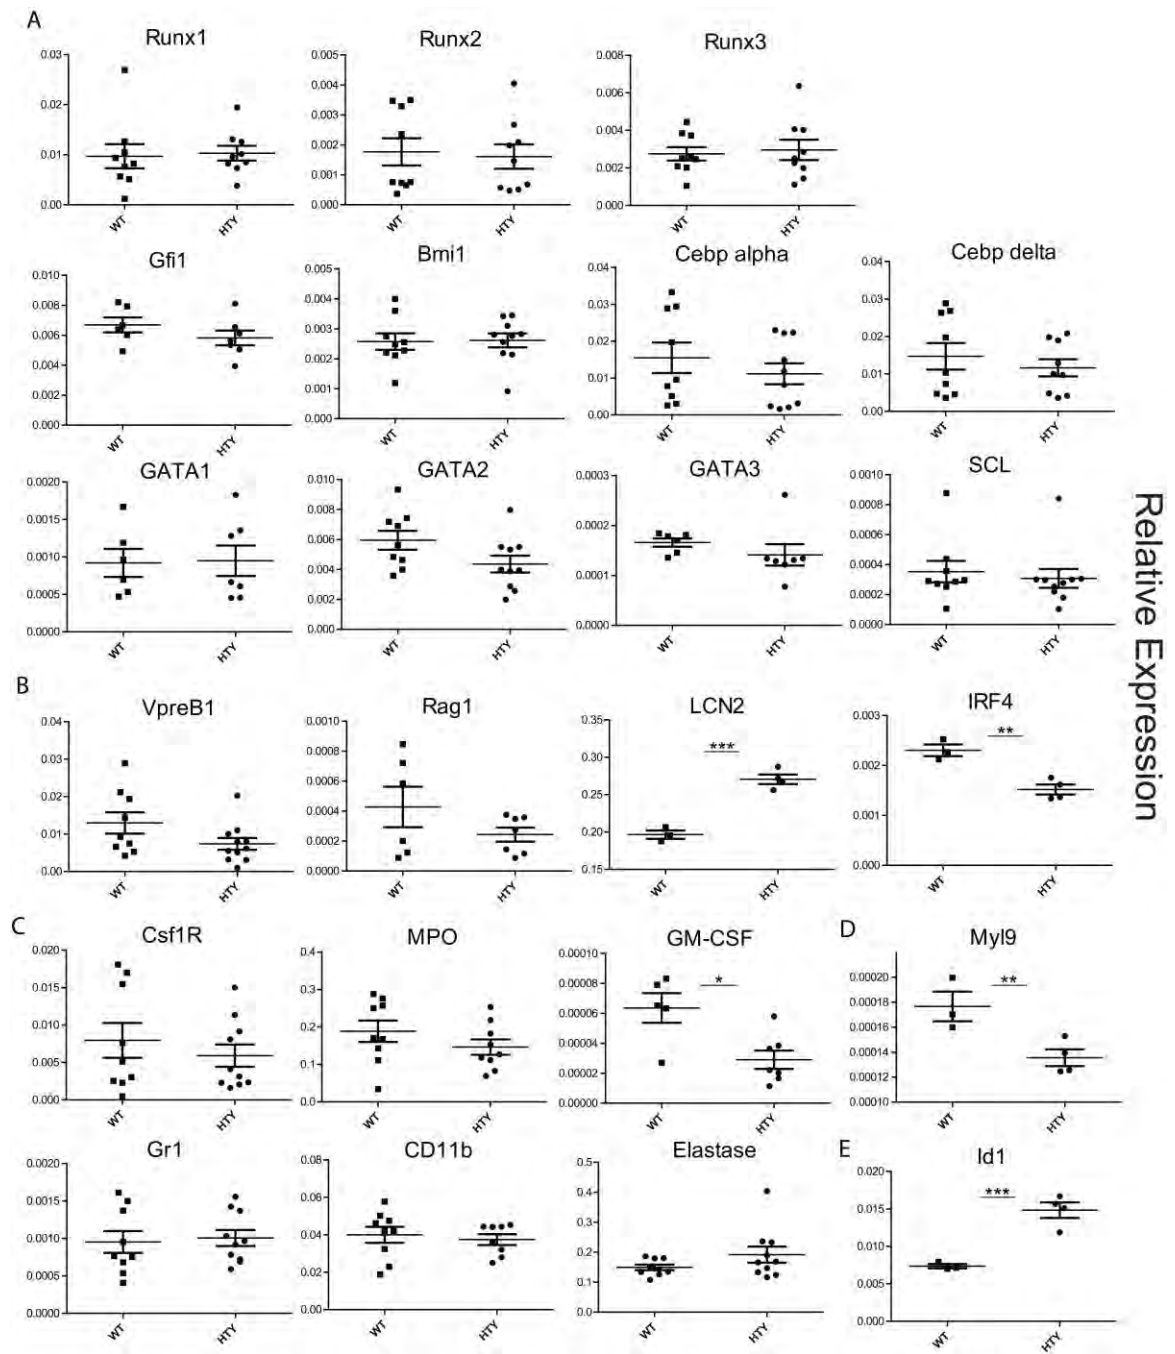 A
Runx1
0.03
0.02
0.01
0.00
WT
HTY
Runx2
0.005
0.004
0.003
0.002
0.001
0.000
WT
HTY
Runx3
0.008
0.006
0.004
0.002
0.000
WT
HTY
Gfi1
0.010
0.008
0.006
0.004
0.002
0.000
WT
HTY
Bmi1
0.005
0.004
0.003
0.002
0.001
0.000
WT
HTY
Cebp alpha
0.04
0.03
0.02
0.01
0.00
WT
HTY
Cebp delta
0.04
0.03
0.02
0.01
0.00
WT
HTY
GATA1
0.0020
0.0015
0.0010
0.0005
0.0000
WT
HTY
GATA2
0.010
0.008
0.006
0.004
0.002
0.000
WT
HTY
GATA3
0.0003
0.0002
0.0001
0.0000
WT
HTY
SCL
0.0010
0.0008
0.0006
0.0004
0.0002
0.0000
WT
HTY
Relative Expression
B
VpreB1
0.04
0.03
0.02
0.01
0.00
WT
HTY
Rag1
0.0010
0.0008
0.0006
0.0004
0.0002
0.0000
WT
HTY
LCN2
0.35
0.30
0.25
0.20
0.15
***
WT
HTY
IRF4
0.003
0.002
0.001
0.000
**
WT
HTY
C
Csf1R
0.020
0.015
0.010
0.005
0.000
WT
HTY
MPO
0.4
0.3
0.2
0.1
0.0
WT
HTY
GM-CSF
0.00010
0.00008
0.00006
0.00004
0.00002
0.00000
*
WT
HTY
D
Myl9
0.00020
0.00018
0.00016
0.00014
0.00012
0.00010
**
WT
HTY
Gr1
0.0020
0.0015
0.0010
0.0005
0.0000
WT
HTY
CD11b
0.08
0.06
0.04
0.02
0.00
WT
HTY
Elastase
0.5
0.4
0.3
0.2
0.1
0.0
WT
HTY
E
Id1
0.020
0.015
0.010
0.005
0.000
***
WT
HTY